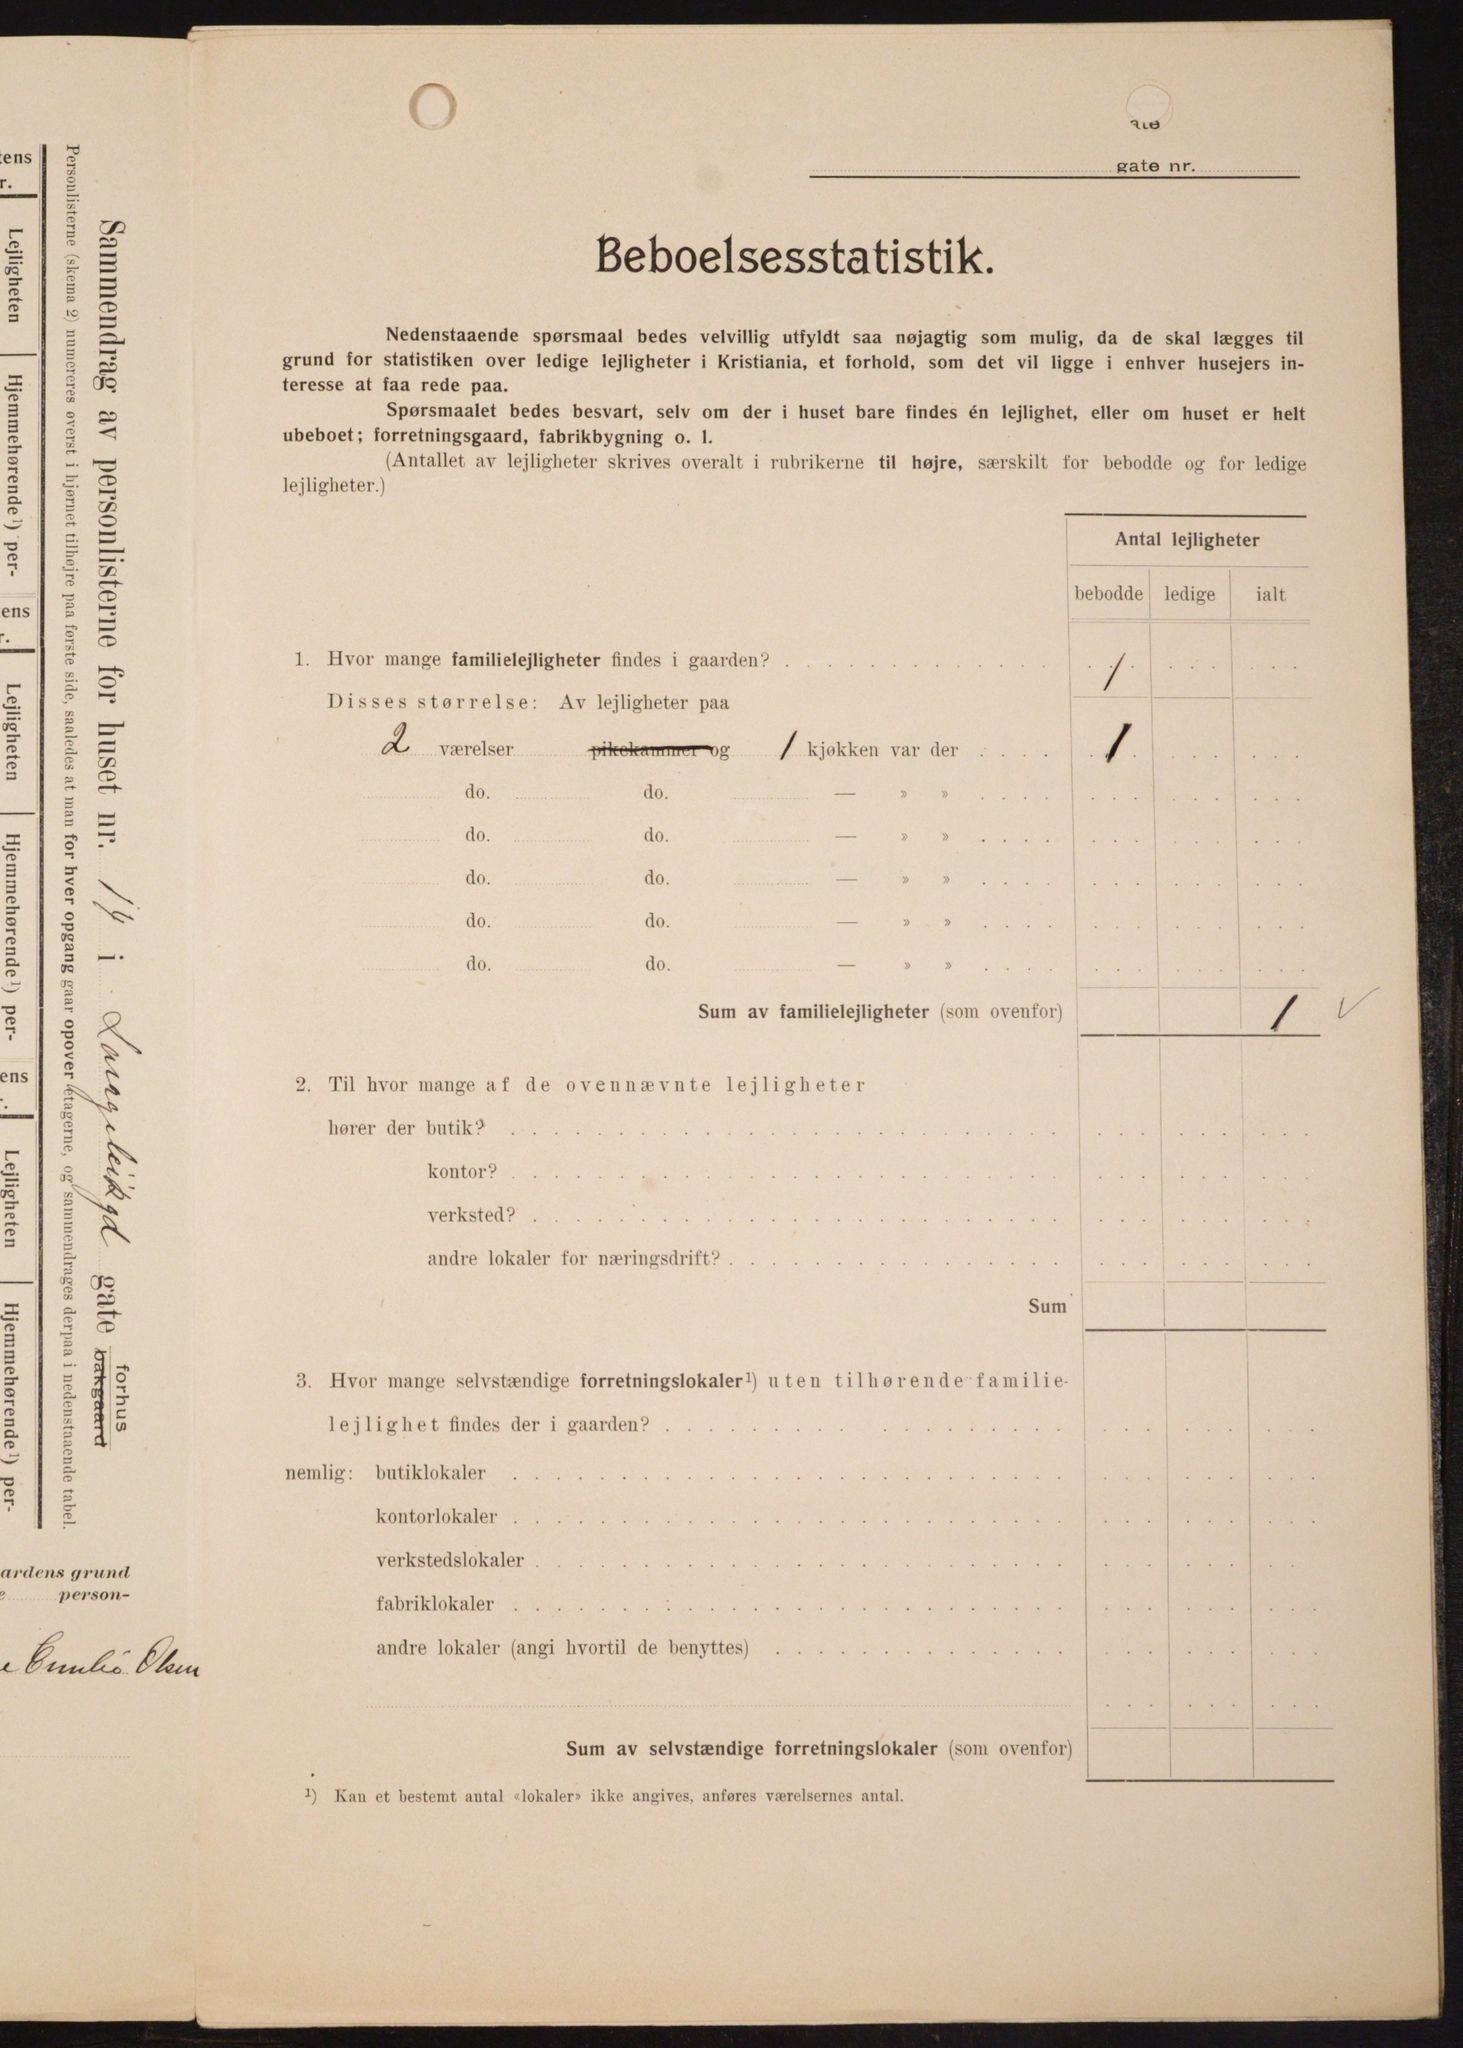 tens
r.
Lejligheten
Hjemmehørende¹) per-
tens
r.
Lejligheten
Hjemmehørende¹) per-
ens
Lejligheten
Hjemmehørende¹) per-
Personlisterne (skema 2) numereres øverst i hjørnet tilhøjre paa første side, saaledes at man for hver opgang gaar opover etagerne, og sammendrages derpaa i nedenstaaende tabel.
Sammendrag av personlisterne for huset nr. 14 i gate forhus
bakgaard
ardens grund
e person-
e Olsen
gate nr.
Beboelsesstatistik.
Nedenstaaende spørsmaal bedes velvillig utfyldt saa nøjagtig som mulig, da de skal lægges til
grund for statistiken over ledige lejligheter i Kristiania, et forhold, som det vil ligge i enhver husejers in-
teresse at faa rede paa.
Spørsmaalet bedes besvart, selv om der i huset bare findes én lejlighet, eller om huset er helt
ubeboet; forretningsgaard, fabrikbygning o. l.
(Antallet av lejligheter skrives overalt i rubrikerne til højre, særskilt for bebodde og for ledige
lejligheter.)
Antal lejligheter
bebodde ledige ialt
1. Hvor mange familielejligheter findes i gaarden? 1
Disses størrelse: Av lejligheter paa
2 værelser pikekammer og 1 kjøkken var der 1
do. do. — » »
do. do. — » »
do. do. — » »
do. do. — » »
do. do. — » »
Sum av familielejligheter (som ovenfor) 1 ✓
2. Til hvor mange af de ovennævnte lejligheter
hører der butik?
kontor?
verksted?
andre lokaler for næringsdrift?
Sum
3. Hvor mange selvstændige forretningslokaler¹) uten tilhørende familie-
lejlighet findes der i gaarden?
nemlig: butiklokaler
kontorlokaler
verkstedslokaler
fabriklokaler
andre lokaler (angi hvortil de benyttes)
Sum av selvstændige forretningslokaler (som ovenfor)
¹) Kan et bestemt antal «lokaler» ikke angives, anføres værelsernes antal.